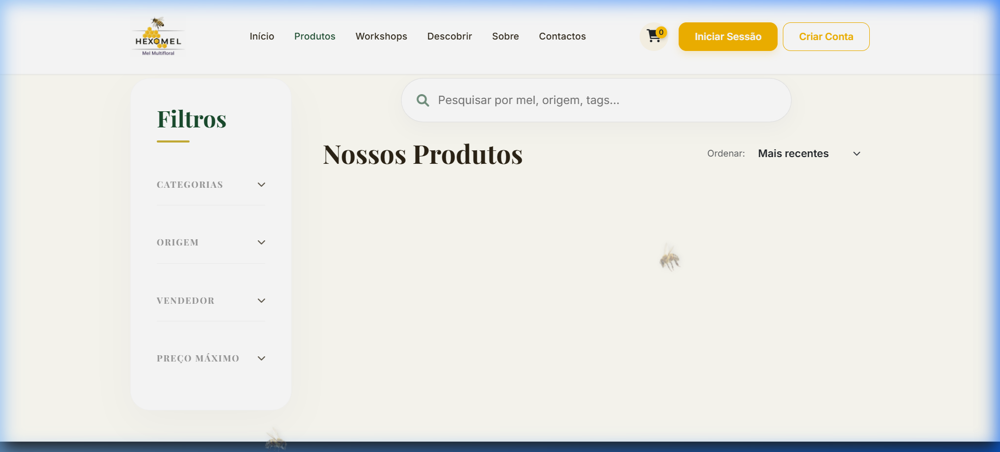 HEXOMEL
Mel Multifloral
Início
Produtos
Workshops
Descobrir
Sobre
Contactos
0
Iniciar Sessão
Criar Conta
Filtros
CATEGORIAS
ORIGEM
VENDEDOR
PREÇO MÁXIMO
Pesquisar por mel, origem, tags...
Nossos Produtos
Ordenar:
Mais recentes